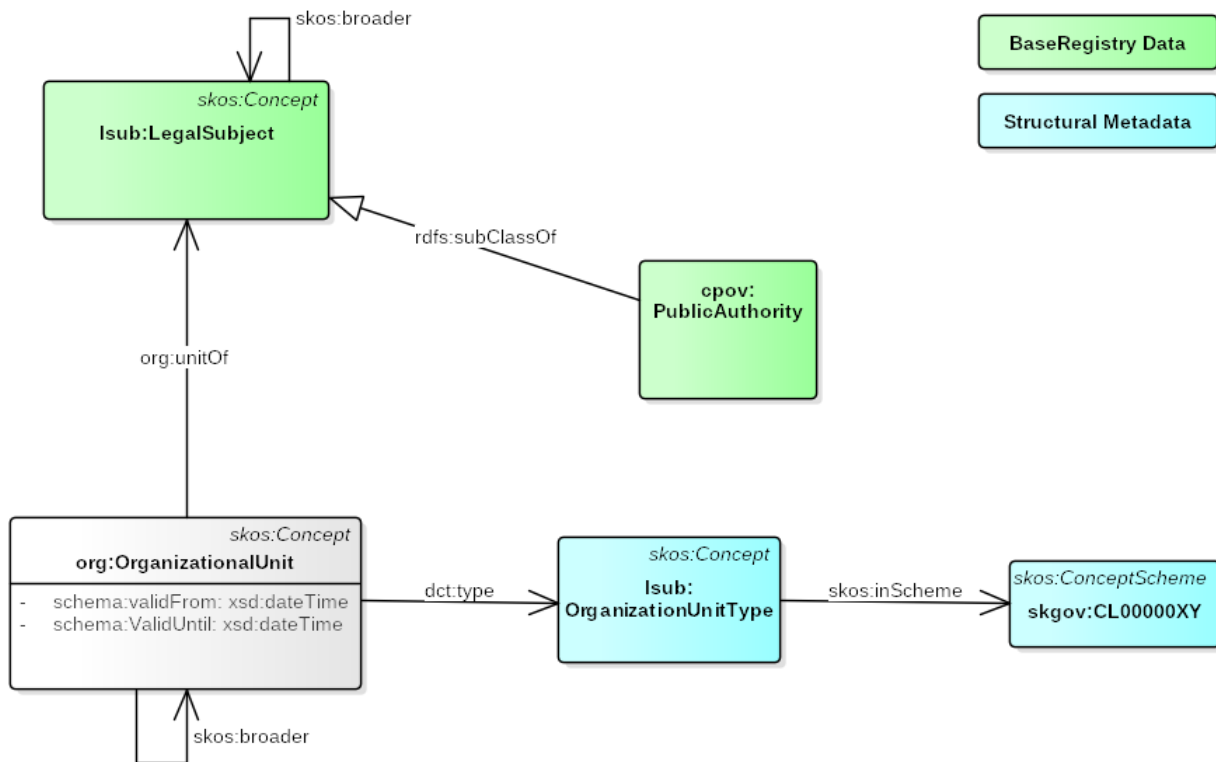 skos:broader
BaseRegistry Data
skos:Concept
lsub:LegalSubject
Structural Metadata
rdfs:subClassOf
cpov:
PublicAuthority
org:unitOf
skos:Concept
org:OrganizationalUnit
- schema:validFrom: xsd:dateTime
- schema:ValidUntil: xsd:dateTime
dct:type
skos:Concept
lsub:
OrganizationUnitType
skos:inScheme
skos:ConceptScheme
skgov:CL00000XY
skos:broader